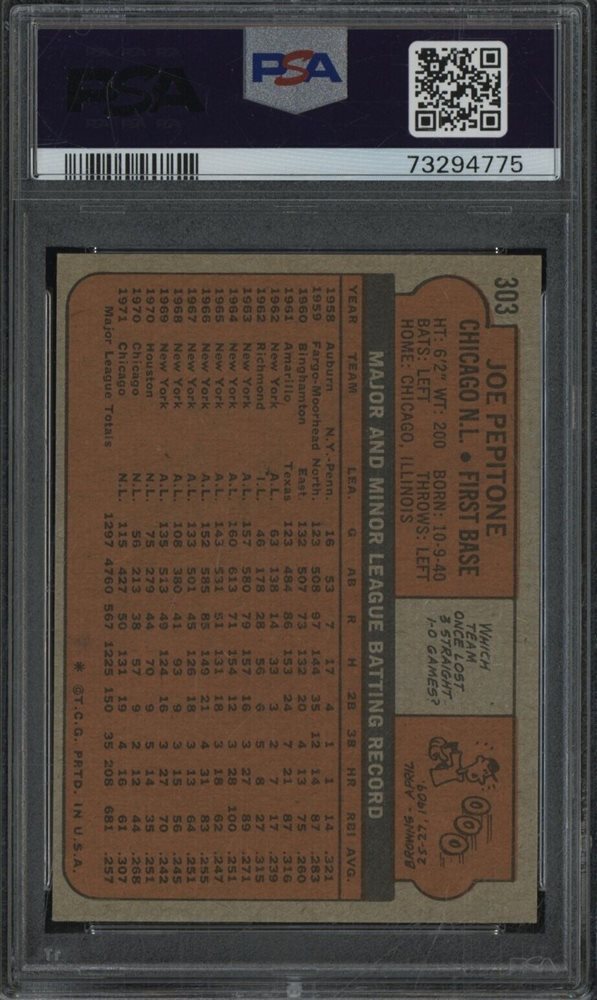 PSA
PSA
73294775
303
JOE PEPITONE
CHICAGO N.L. • FIRST BASE
HT: 6'2" WT: 200 BORN: 10-9-40
BATS: LEFT THROWS: LEFT
HOME: CHICAGO, ILLINOIS
WHICH
TEAM
ONCE LOST
3 STRAIGHT
1-0 GAMES?
BROWNS • APRIL
25-27, 1909.
MAJOR AND MINOR LEAGUE BATTING RECORD
YEAR TEAM LEA. G AB R H 2B 3B HR RBI AVG.
1958 Auburn N.Y.-Penn. 16 53 7 17 4 1 1 14 .321
1959 Fargo-Moorhead North. 123 508 97 144 35 12 14 87 .283
1960 Binghamton East 132 507 73 132 20 4 13 75 .260
1961 Amarillo Texas 123 484 86 153 24 7 21 87 .316
1962 New York A.L. 63 138 14 33 3 2 7 17 .239
1962 Richmond I.L. 46 178 28 56 6 5 8 27 .315
1963 New York A.L. 157 580 79 157 16 3 27 89 .271
1964 New York A.L. 160 613 71 154 12 3 28 100 .251
1965 New York A.L. 143 531 51 131 18 3 18 62 .247
1966 New York A.L. 152 585 85 149 21 4 31 83 .255
1967 New York A.L. 133 501 45 126 18 3 13 64 .251
1968 New York A.L. 108 380 41 93 9 3 15 56 .245
1969 New York A.L. 135 513 49 124 16 3 27 70 .242
1970 Houston N.L. 75 279 44 70 9 5 14 35 .251
1970 Chicago N.L. 56 213 38 57 9 2 12 44 .268
1971 Chicago N.L. 115 427 50 131 19 4 16 61 .307
Major League Totals 1297 4760 567 1225 150 35 208 681 .257
* ©T.C.G. PRTD. IN U.S.A.
PSA